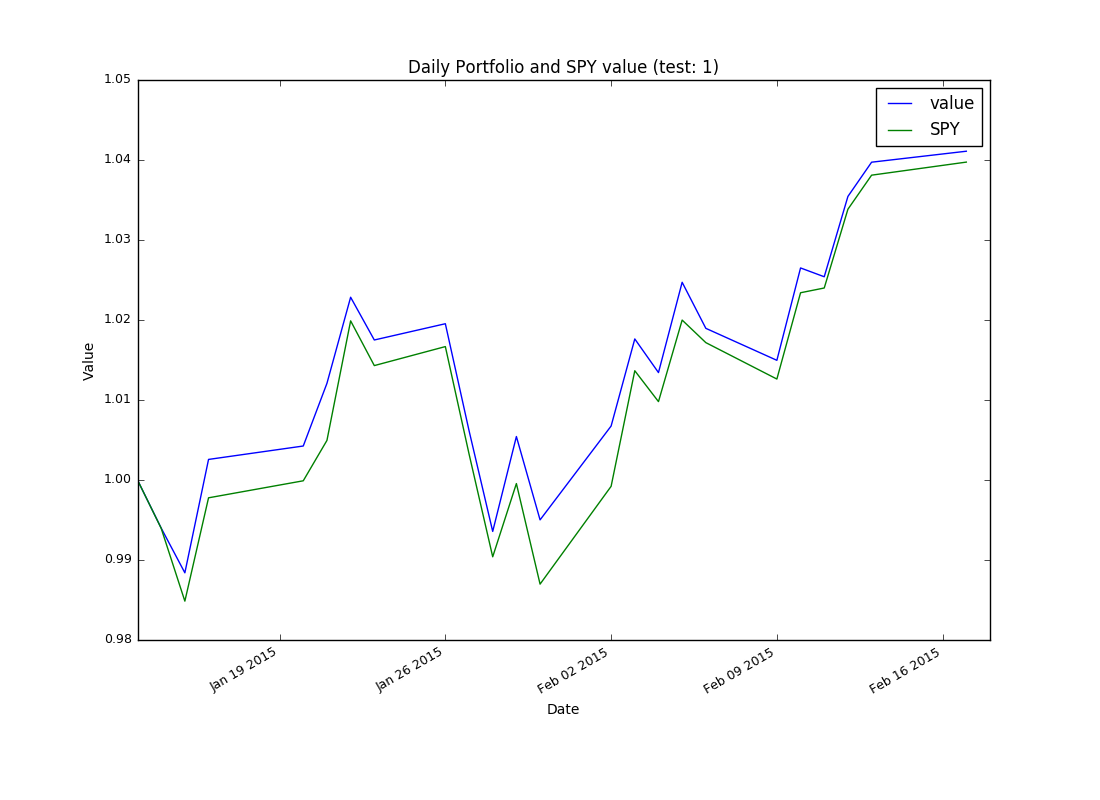 Daily Portfolio and SPY value (test: 1)
1.05
value
SPY
1.04
1.03
1.02
1.01
1.00
0.99
0.98
Value
Jan 19 2015
Jan 26 2015
Feb 02 2015
Feb 09 2015
Feb 16 2015
Date